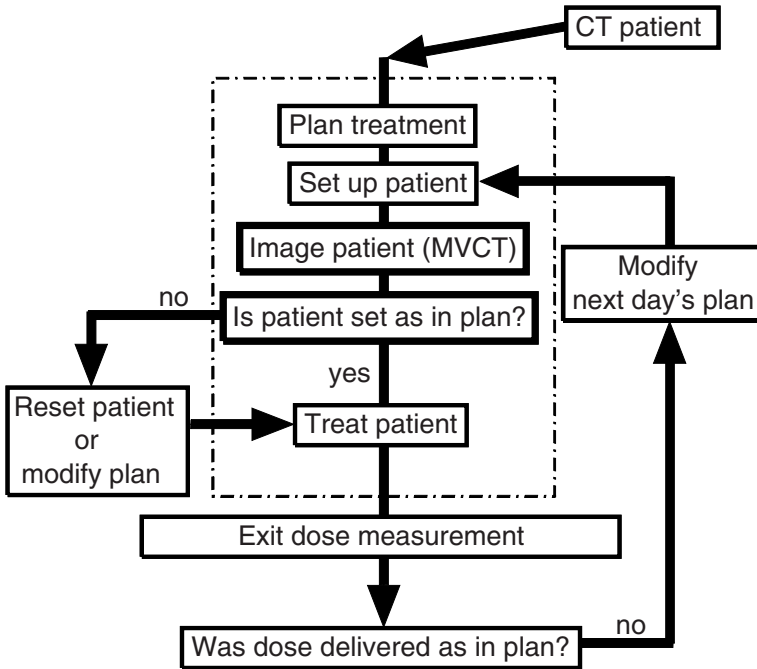 CT patient
Plan treatment
Set up patient
Image patient (MVCT)
Modify
next day's plan
no
Is patient set as in plan?
yes
Reset patient
or
modify plan
Treat patient
Exit dose measurement
Was dose delivered as in plan?
no